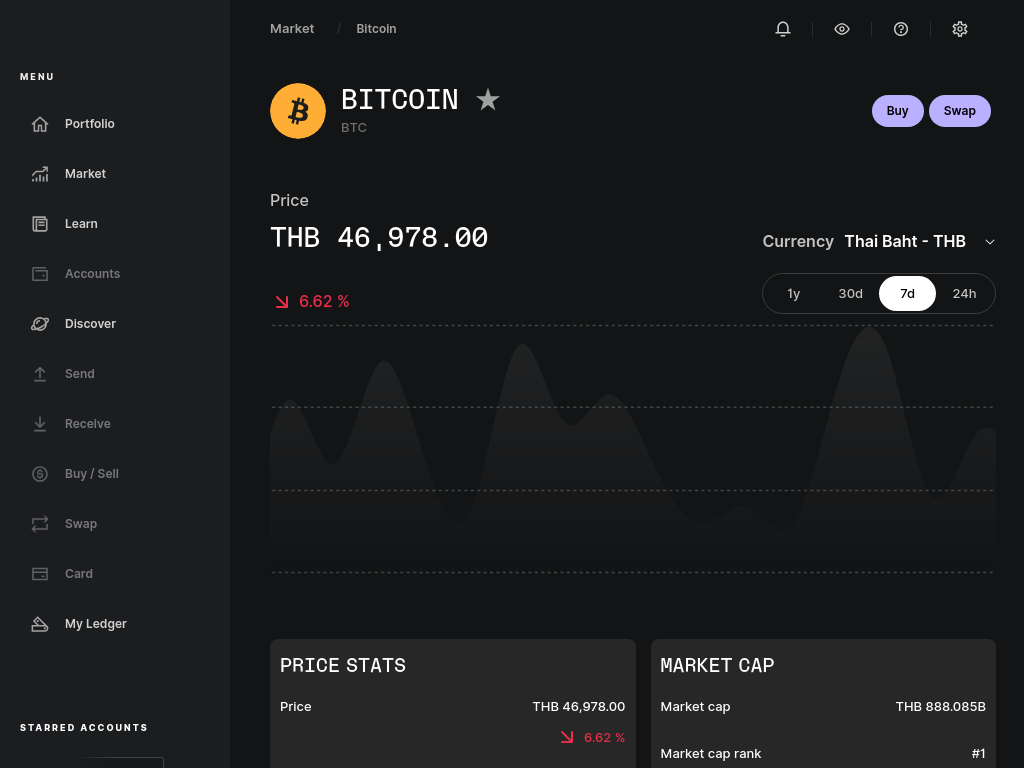 MENU
Portfolio
Market
Learn
Accounts
Discover
Send
Receive
Buy / Sell
Swap
Card
My Ledger
STARRED ACCOUNTS
Market / Bitcoin
BITCOIN
BTC
Buy
Swap
Price
THB 46,978.00
Currency Thai Baht - THB
6.62 %
1y 30d 7d 24h
PRICE STATS
Price THB 46,978.00
6.62 %
MARKET CAP
Market cap THB 888.085B
Market cap rank #1